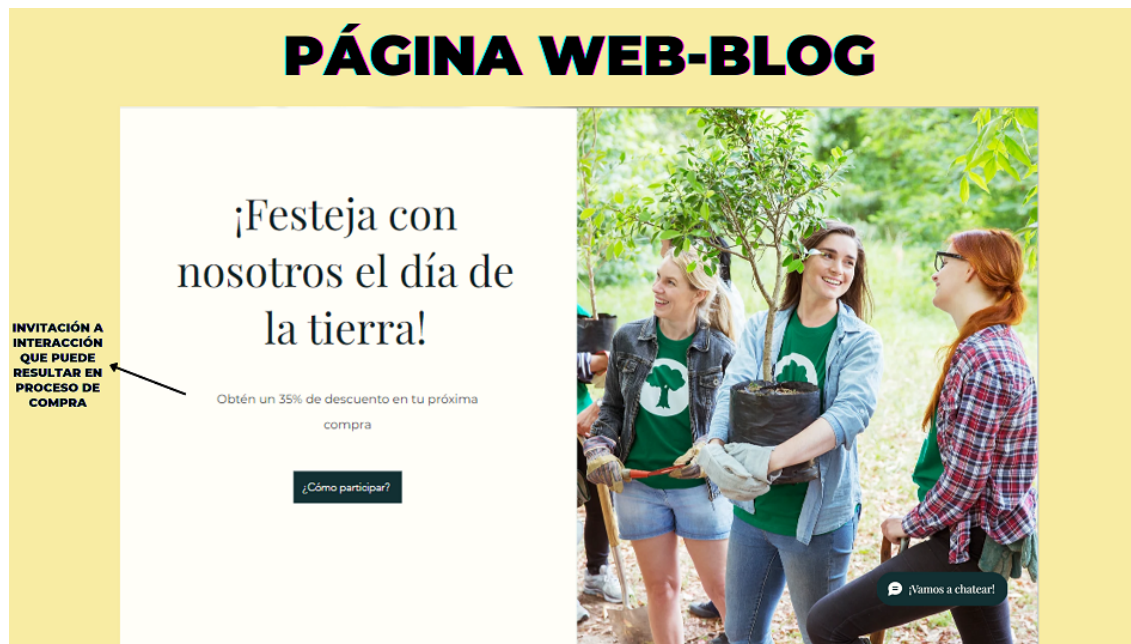 PÁGINA WEB-BLOG
¡Festeja con
nosotros el día de
la tierra!
INVITACIÓN A
INTERACCIÓN
QUE PUEDE
RESULTAR EN
PROCESO DE
COMPRA
Obtén un 35% de descuento en tu próxima
compra
¿Cómo participar?
¡Vamos a chatear!